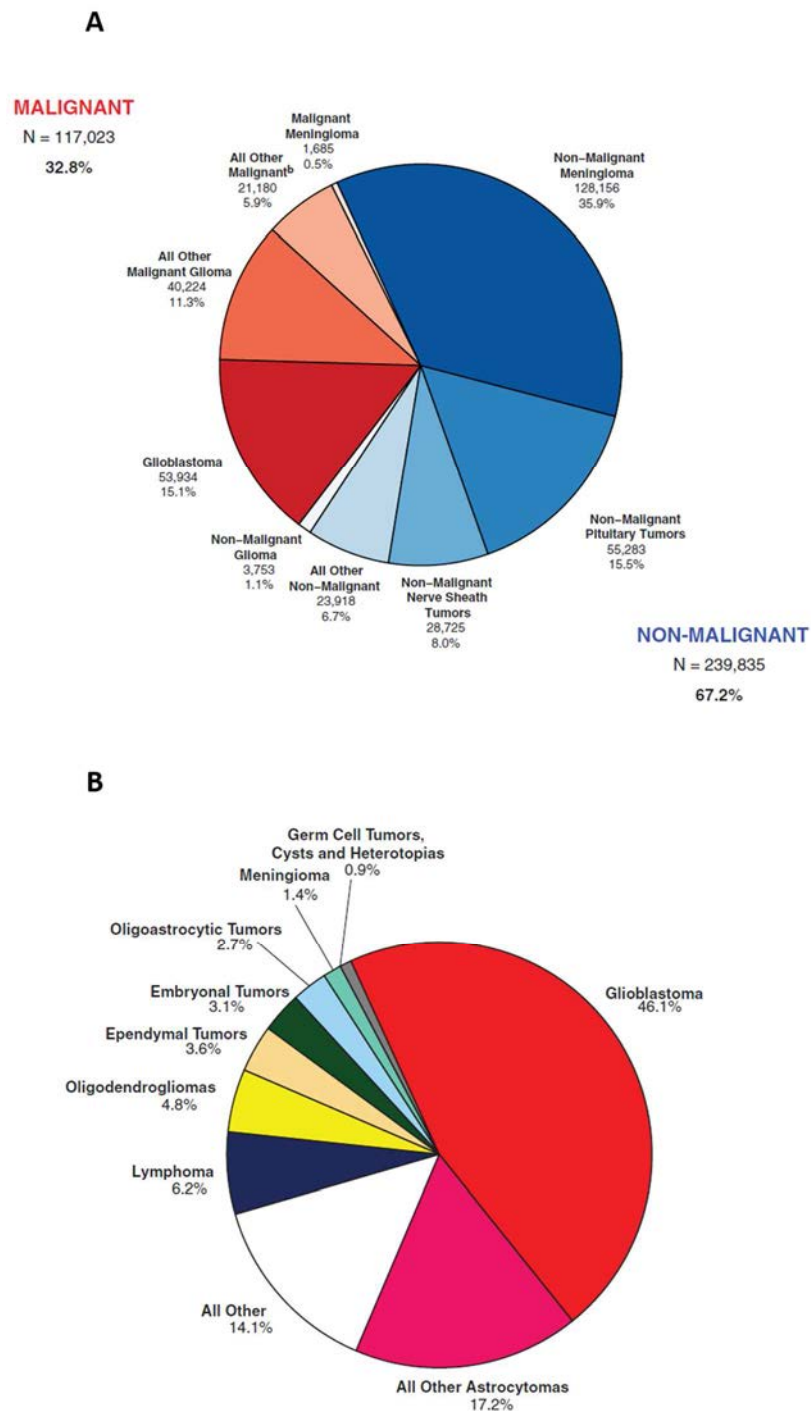 A
MALIGNANT
N = 117,023
32.8%
Malignant
Meningioma
1,685
0.5%
All Other
Malignantᵇ
21,180
5.9%
Non–Malignant
Meningioma
128,156
35.9%
All Other
Malignant Glioma
40,224
11.3%
Glioblastoma
53,934
15.1%
Non–Malignant
Glioma
3,753
1.1%
All Other
Non–Malignant
23,918
6.7%
Non–Malignant
Nerve Sheath
Tumors
28,725
8.0%
Non–Malignant
Pituitary Tumors
55,283
15.5%
NON-MALIGNANT
N = 239,835
67.2%
B
Germ Cell Tumors,
Cysts and Heterotopias
0.9%
Meningioma
1.4%
Oligoastrocytic Tumors
2.7%
Embryonal Tumors
3.1%
Ependymal Tumors
3.6%
Oligodendrogliomas
4.8%
Lymphoma
6.2%
All Other
14.1%
All Other Astrocytomas
17.2%
Glioblastoma
46.1%